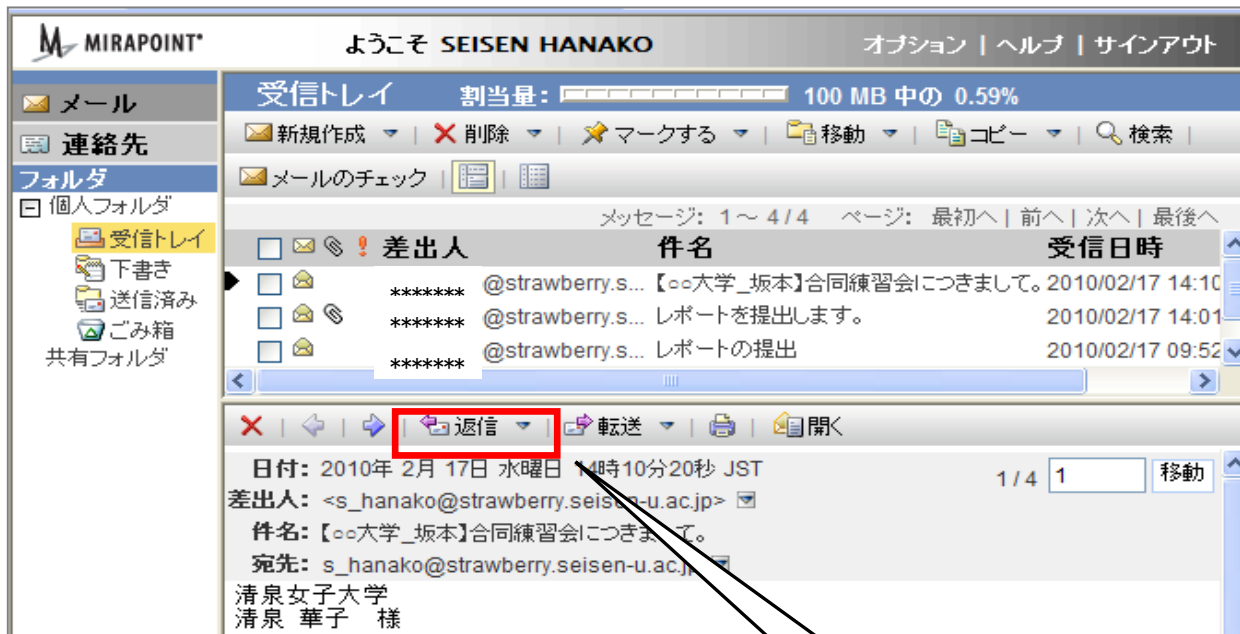 MIRAPOINT
ようこそ SEISEN HANAKO
オプション | ヘルプ | サインアウト
メール
連絡先
フォルダ
個人フォルダ
受信トレイ
下書き
送信済み
ごみ箱
共有フォルダ
受信トレイ 割当量: 100 MB 中の 0.59%
新規作成 | 削除 | マークする | 移動 | コピー | 検索 |
メールのチェック | |
メッセージ: 1～ 4/4 ページ: 最初へ | 前へ | 次へ | 最後へ
差出人 件名 受信日時
******* @strawberry.s... 【○○大学_坂本】合同練習会につきまして。 2010/02/17 14:10
******* @strawberry.s... レポートを提出します。 2010/02/17 14:01
******* @strawberry.s... レポートの提出 2010/02/17 09:52
返信 | 転送 | | 開く
日付: 2010年 2月 17日 水曜日 14時10分20秒 JST
1/4 1 移動
差出人: <s_hanako@strawberry.seisen-u.ac.jp>
件名: 【○○大学_坂本】合同練習会につきまして。
宛先: s_hanako@strawberry.seisen-u.ac.jp
清泉女子大学
清泉 華子 様